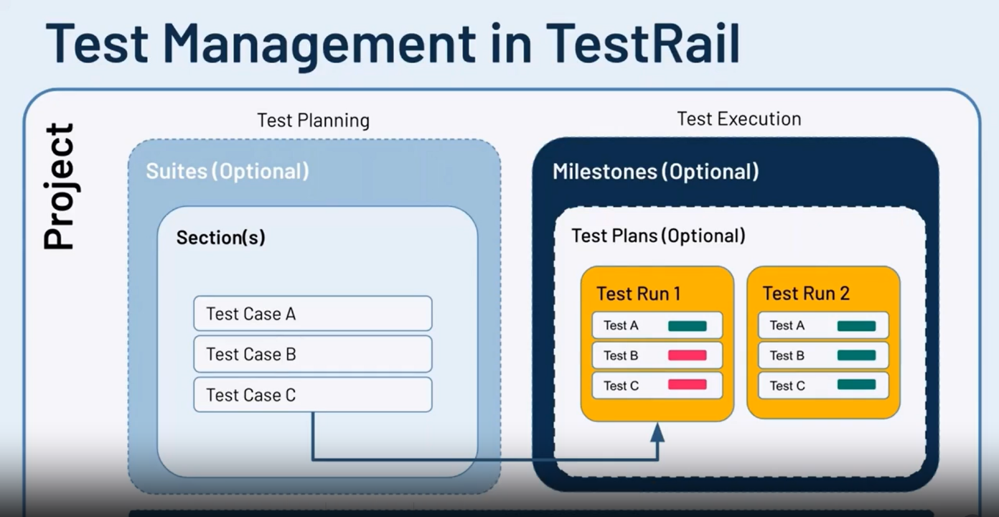 Test Management in TestRail
Project
Test Planning
Suites (Optional)
Section(s)
Test Case A
Test Case B
Test Case C
Test Execution
Milestones (Optional)
Test Plans (Optional)
Test Run 1
Test A
Test B
Test C
Test Run 2
Test A
Test B
Test C